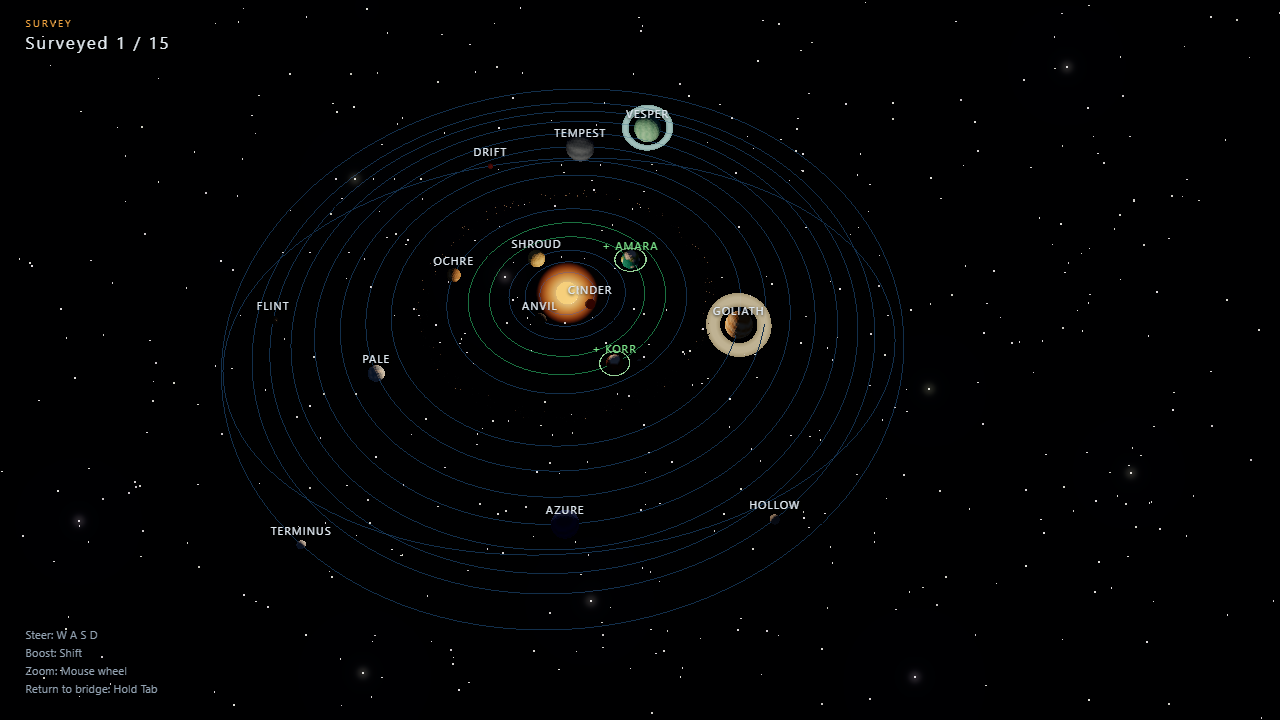 SURVEY
Surveyed 1 / 15
VESPER
TEMPEST
DRIFT
SHROUD
+ AMARA
OCHRE
CINDER
ANVIL
FLINT
GOLIATH
+ KORR
PALE
HOLLOW
AZURE
TERMINUS
Steer: W A S D
Boost: Shift
Zoom: Mouse wheel
Return to bridge: Hold Tab